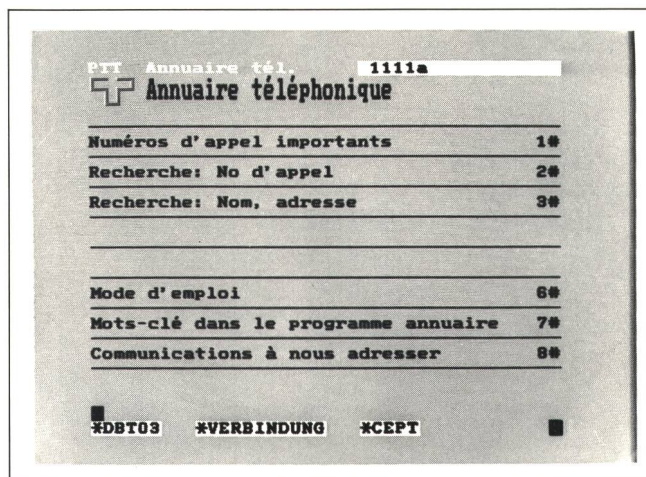 PTT Annuaire tél. 1111a
Annuaire téléphonique
Numéros d'appel importants 1#
Recherche: No d'appel 2#
Recherche: Nom, adresse 3#
Mode d'emploi 6#
Mots-clé dans le programme annuaire 7#
Communications à nous adresser 8#
*DBT03 *VERBINDUNG *CEPT